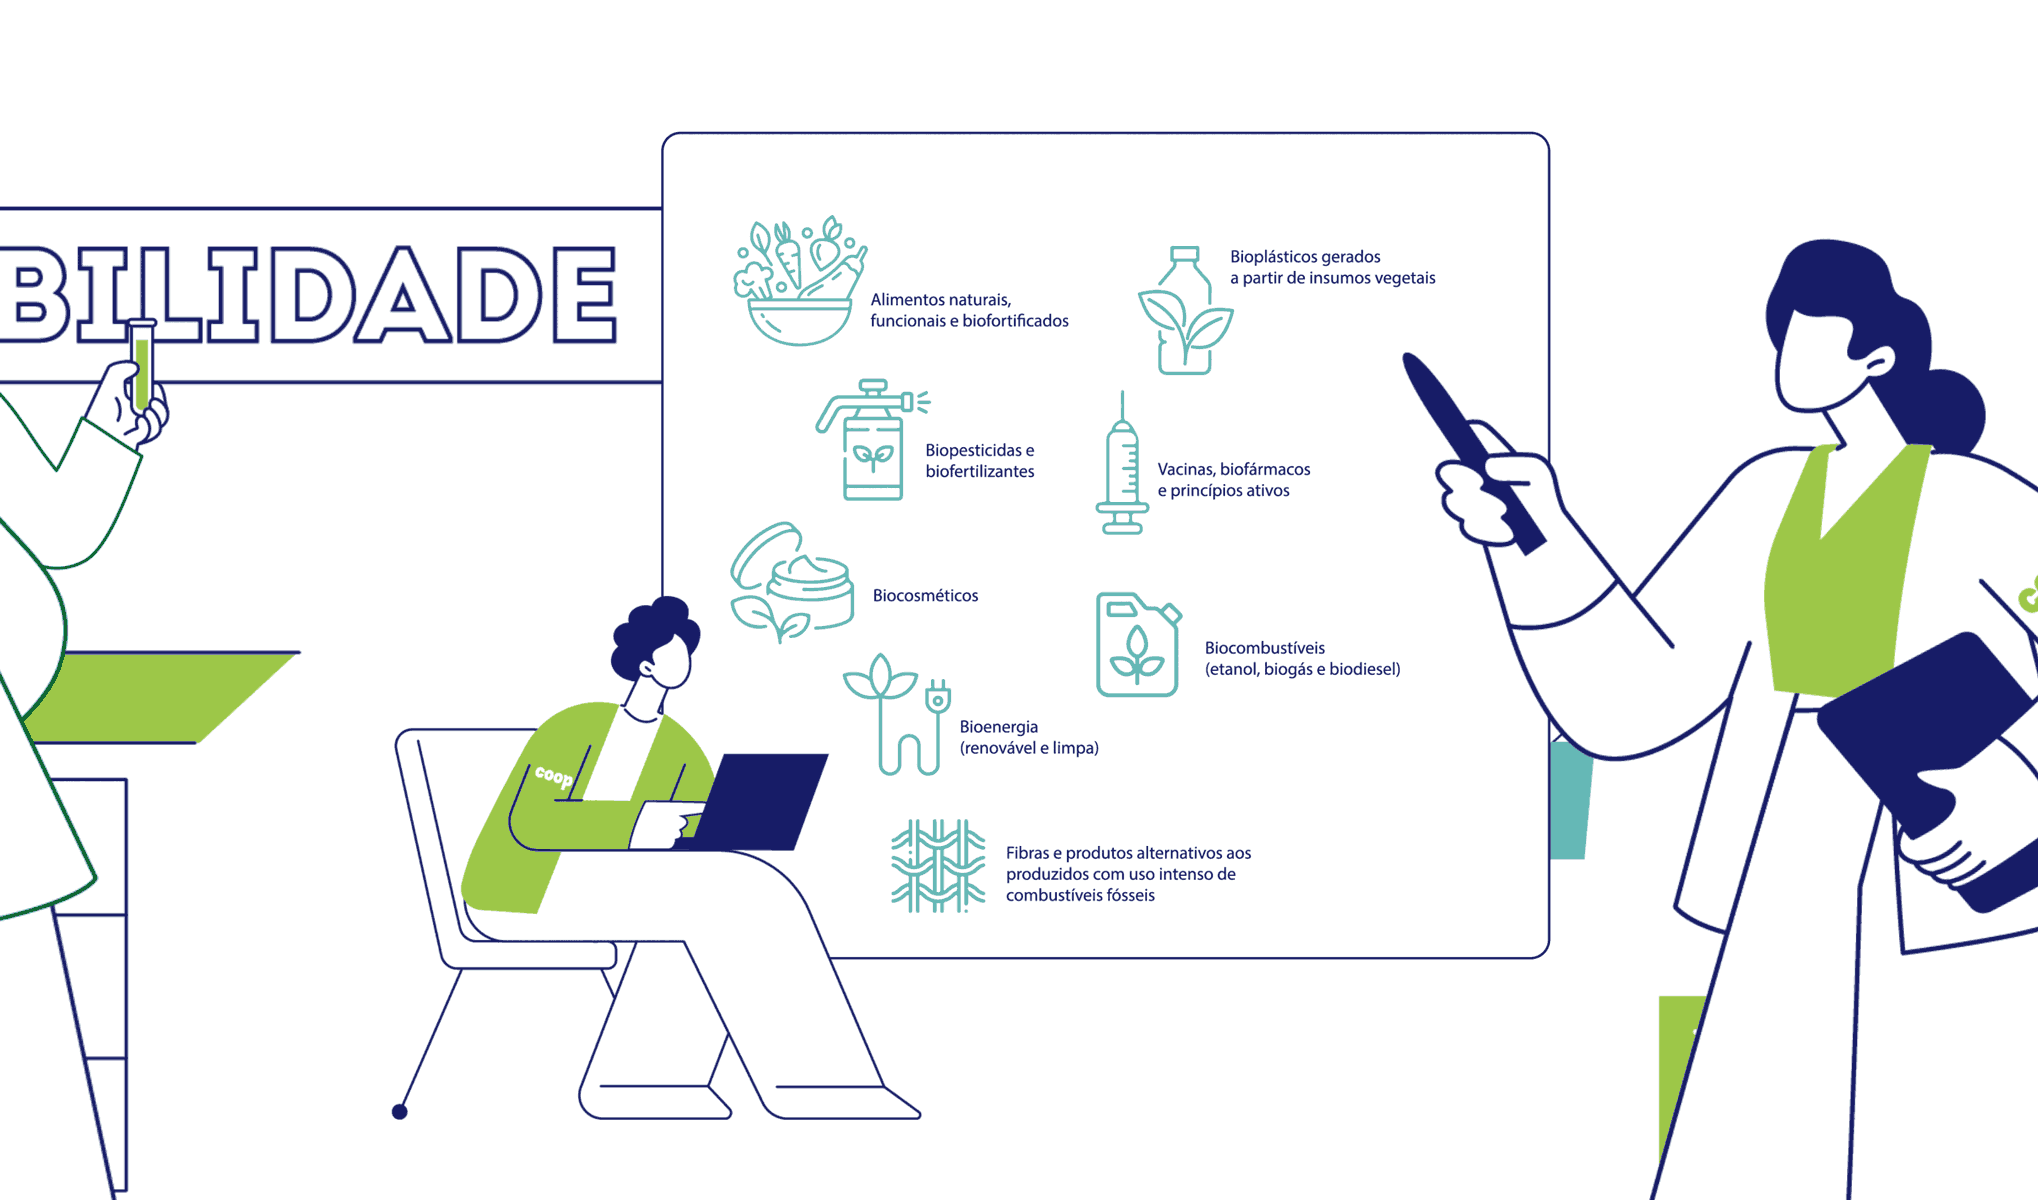 BILIDADE
Alimentos naturais,
funcionais e biofortificados
Bioplásticos gerados
a partir de insumos vegetais
Biopesticidas e
biofertilizantes
Vacinas, biofármacos
e princípios ativos
Biocosméticos
Biocombustíveis
(etanol, biogás e biodiesel)
Bioenergia
(renovável e limpa)
coop
Fibras e produtos alternativos aos
produzidos com uso intenso de
combustíveis fósseis